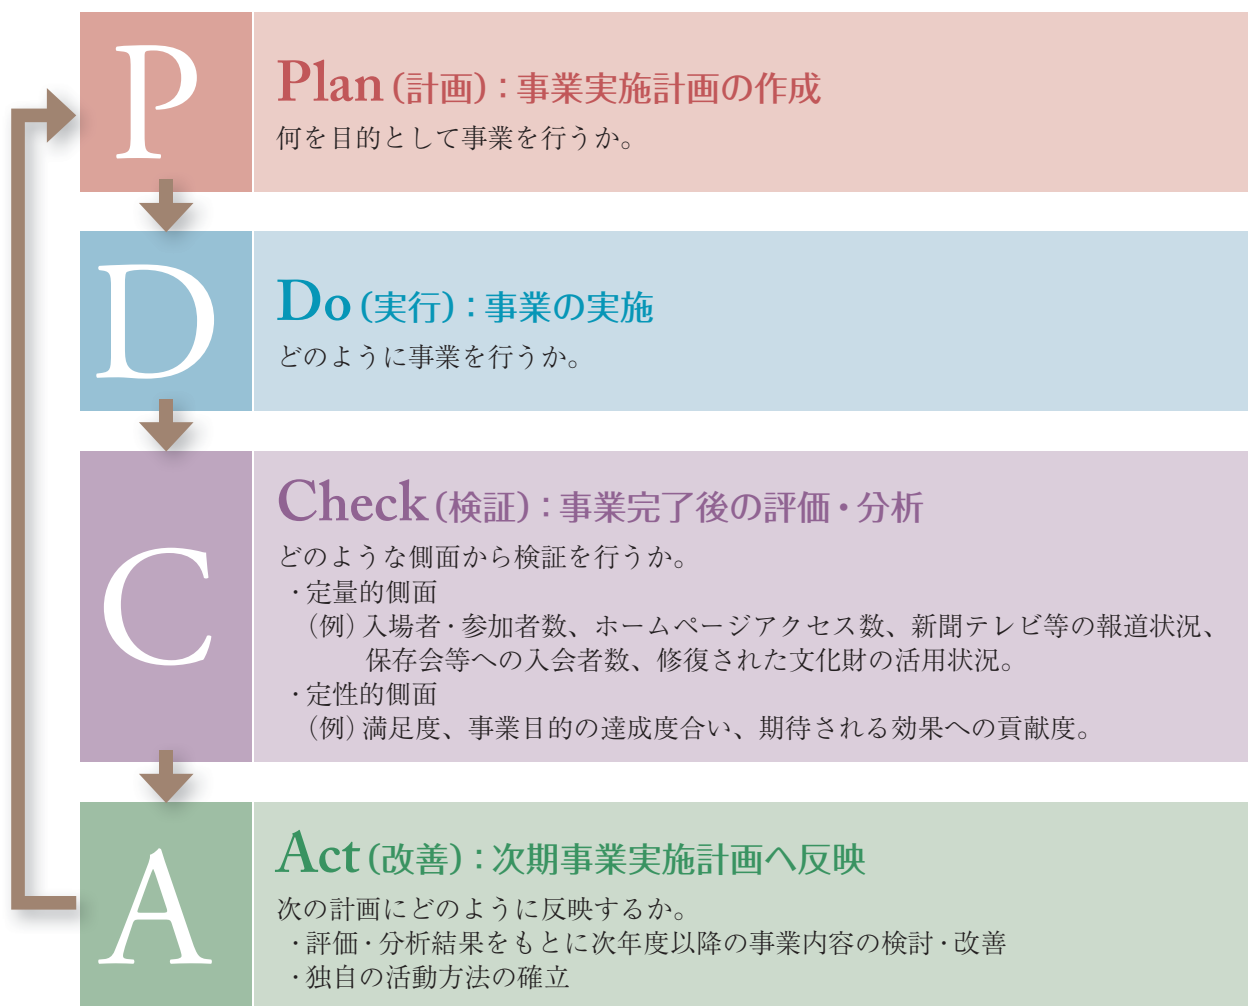 P
Plan(計画):事業実施計画の作成
何を目的として事業を行うか。
D
Do(実行):事業の実施
どのように事業を行うか。
C
Check(検証):事業完了後の評価・分析
どのような側面から検証を行うか。
・定量的側面
(例)入場者・参加者数、ホームページアクセス数、新聞テレビ等の報道状況、
保存会等への入会者数、修復された文化財の活用状況。
・定性的側面
(例)満足度、事業目的の達成度合い、期待される効果への貢献度。
A
Act(改善):次期事業実施計画へ反映
次の計画にどのように反映するか。
・評価・分析結果をもとに次年度以降の事業内容の検討・改善
・独自の活動方法の確立